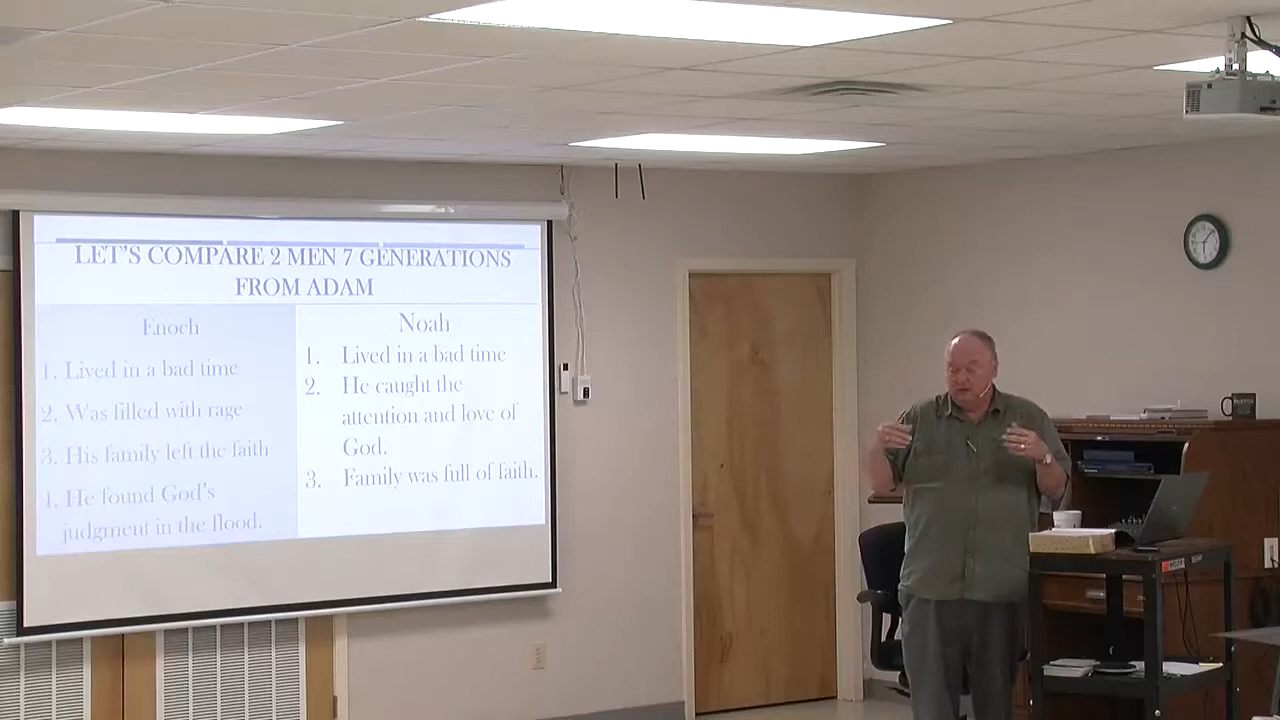 LET'S COMPARE 2 MEN 7 GENERATIONS
FROM ADAM
Enoch
1. Lived in a bad time
2. Was filled with rage
3. His family left the faith
4. He found God's
judgment in the flood.
Noah
1. Lived in a bad time
2. He caught the
attention and love of
God.
3. Family was full of faith.